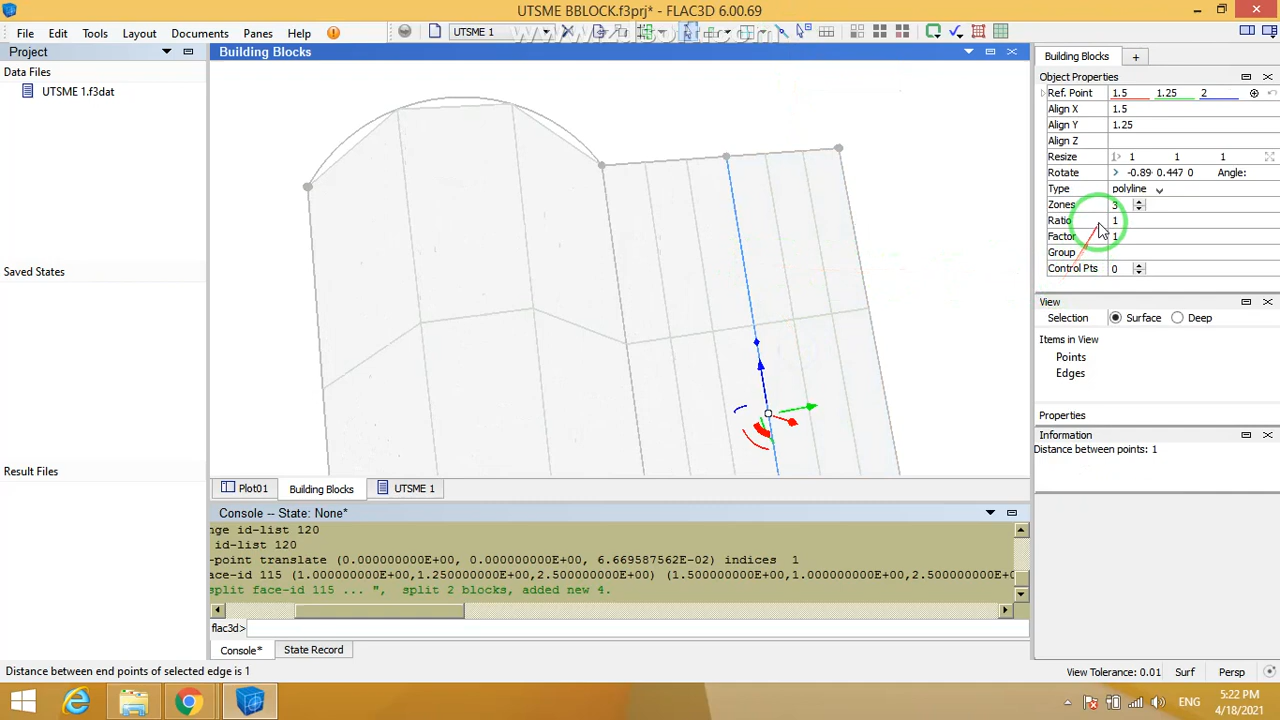 UTSME BBLOCK.f3prj* - FLAC3D 6.00.69
File Edit Tools Layout Documents Panes Help UTSME 1
Project
Data Files
UTSME 1.f3dat
Saved States
Result Files
Building Blocks
Plot01 Building Blocks UTSME 1
Console -- State: None*
nge id-list 120
id-list 120
-point translate (0.000000000E+00, 0.000000000E+00, 6.669587562E-02) indices 1
ace-id 115 (1.000000000E+00,1.250000000E+00,2.500000000E+00) (1.500000000E+00,1.000000000E+00,2.500000000E+0
split face-id 115 ... ", split 2 blocks, added new 4.
flac3d>
Console* State Record
Building Blocks +
Object Properties
Ref. Point 1.5 1.25 2
Align X 1.5
Align Y 1.25
Align Z
Resize 1 1 1
Rotate -0.89 0.447 0 Angle:
Type polyline
Zones 3
Ratio 1
Factor 1
Group
Control Pts 0
View
Selection Surface Deep
Items in View
Points
Edges
Properties
Information
Distance between points: 1
Distance between end points of selected edge is 1
View Tolerance: 0.01 Surf Persp
ENG
5:22 PM
4/18/2021